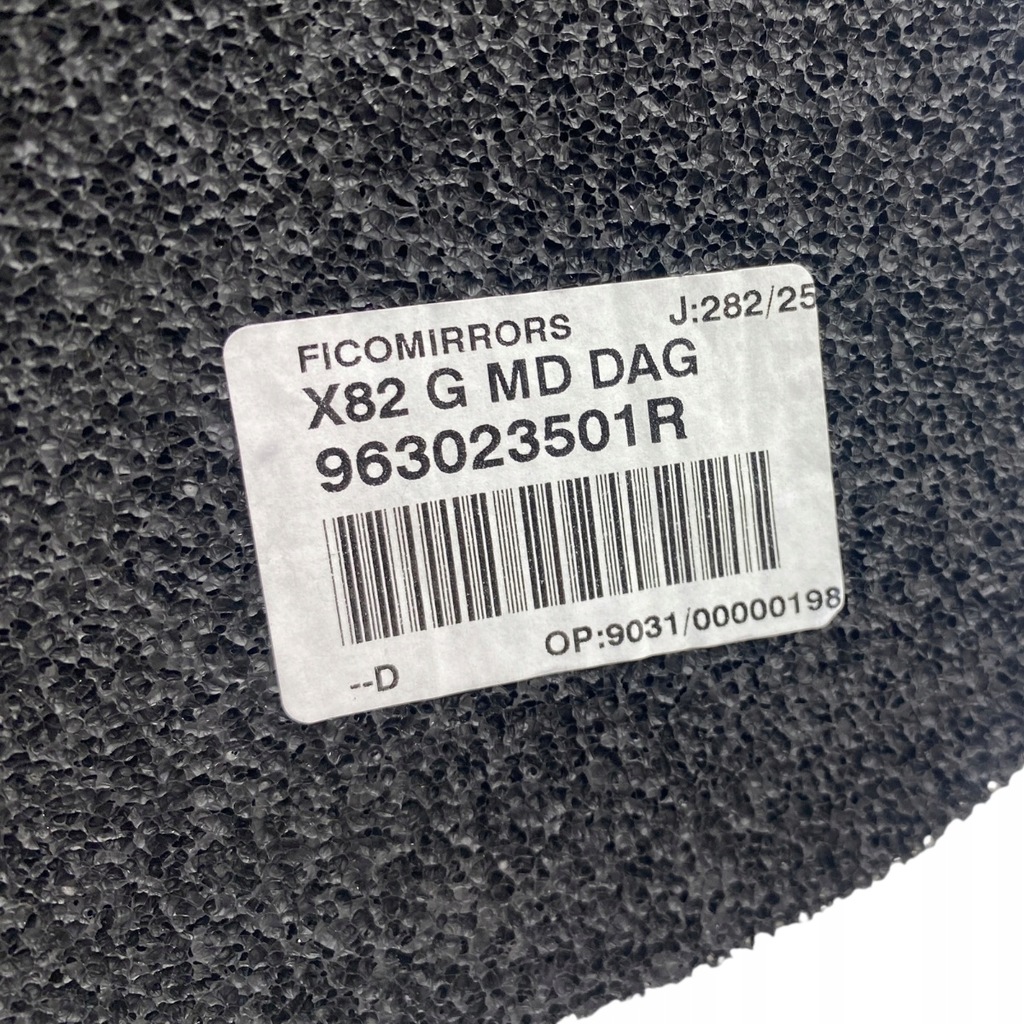 FICOMIRRORS J:282/25
X82 G MD DAG
963023501R
OP:9031/00000198
--D